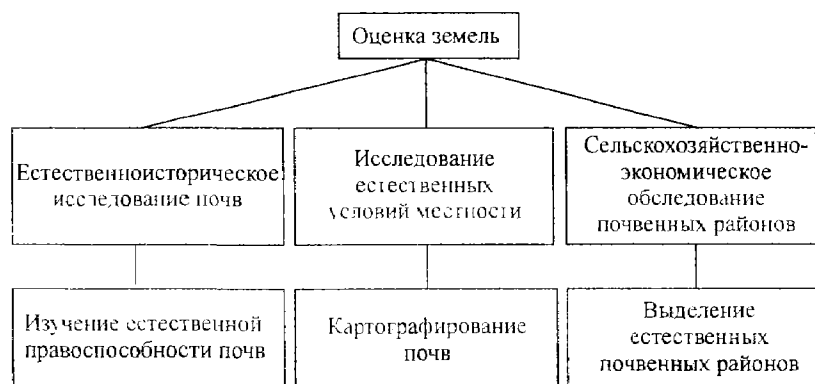 Оценка земель
Естественноисторическое
исследование почв
Исследование
естественных
условий местности
Сельскохозяйственно-
экономическое
обследование
почвенных районов
Изучение естественной
правоспособности почв
Картографирование
почв
Выделение
естественных
почвенных районов